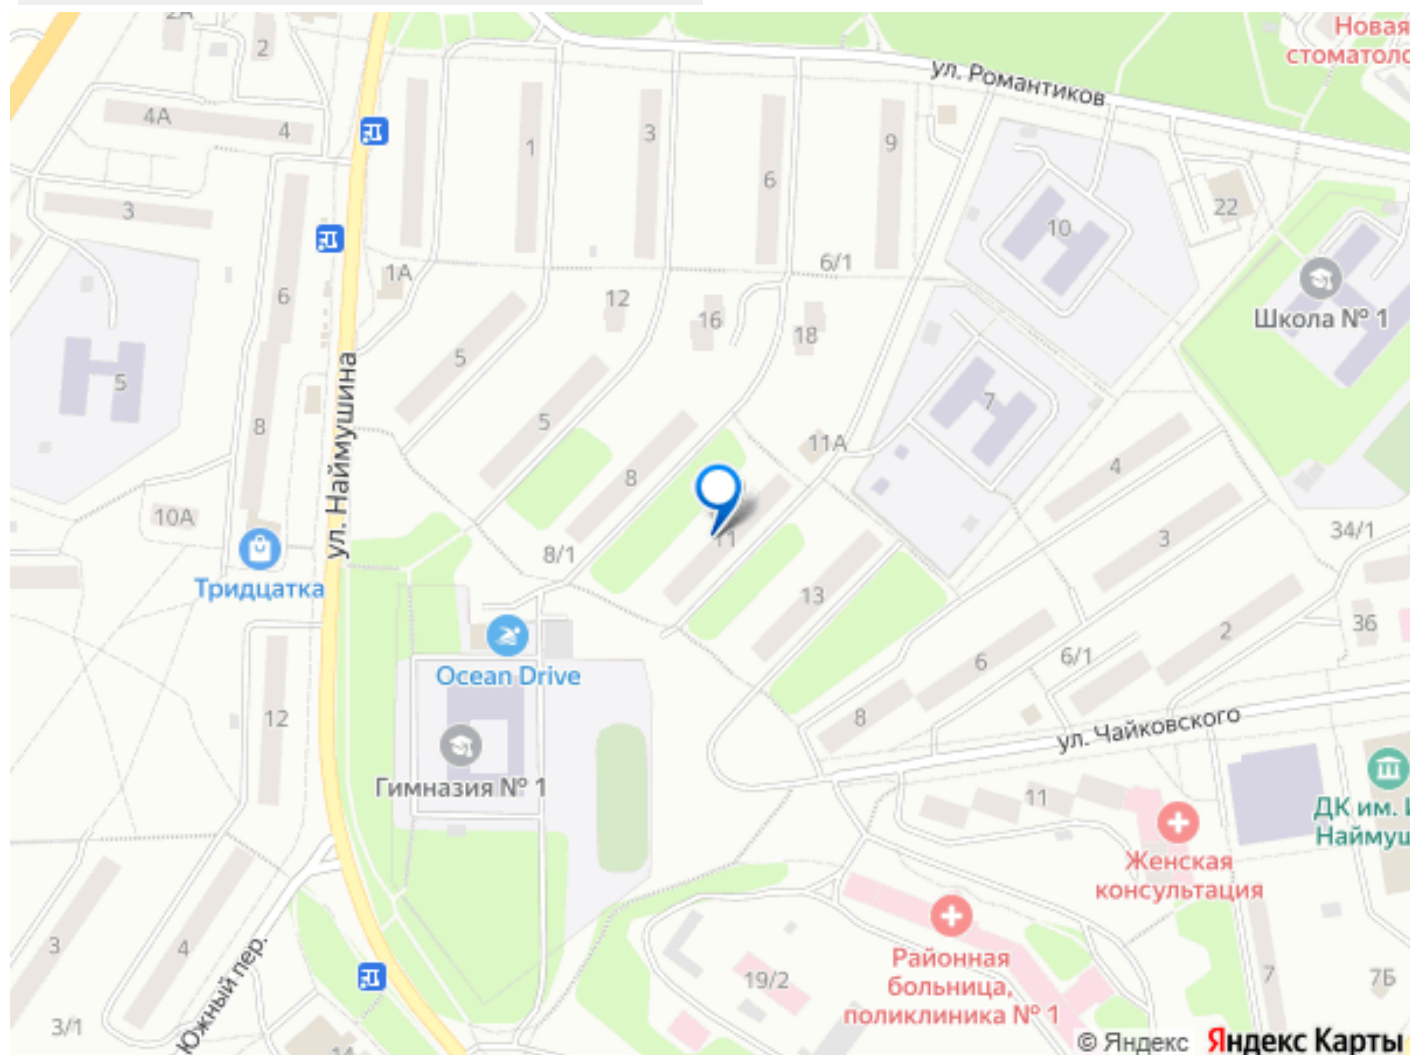 Новая
стоматоло
2А
2
ул. Романтиков
4А
4
1
3
6
9
3
10
22
1А
6
12
16
6/1
18
Школа № 1
5
5
7
ул. Наймушина
8
5
11А
8
4
10А
Тридцатка
8/1
11
3
34/1
13
36
Ocean Drive
6
6/1
2
12
8
ул. Чайковского
Гимназия № 1
11
ДК им. И
Наймуш
Женская
консультация
3
4
Южный пер.
3/1
19/2
Районная
больница,
поликлиника № 1
7
7Б
14
© Яндекс Яндекс Карты